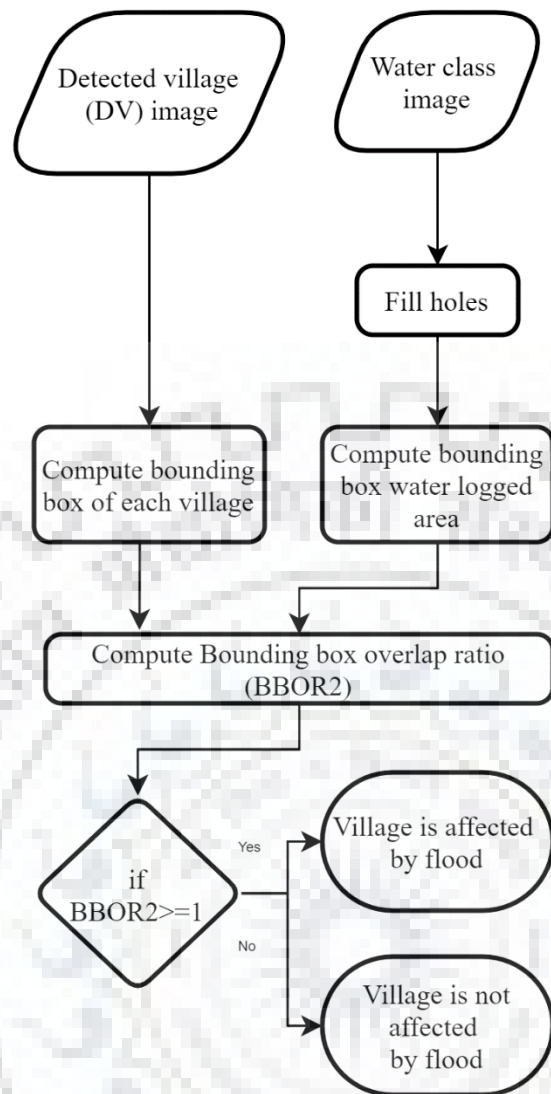 Detected village
(DV) image
Water class
image
Fill holes
Compute bounding
box of each village
Compute bounding
box water logged
area
Compute Bounding box overlap ratio
(BBOR2)
if
BBOR2>=1
Yes
No
Village is affected
by flood
Village is not
affected
by flood